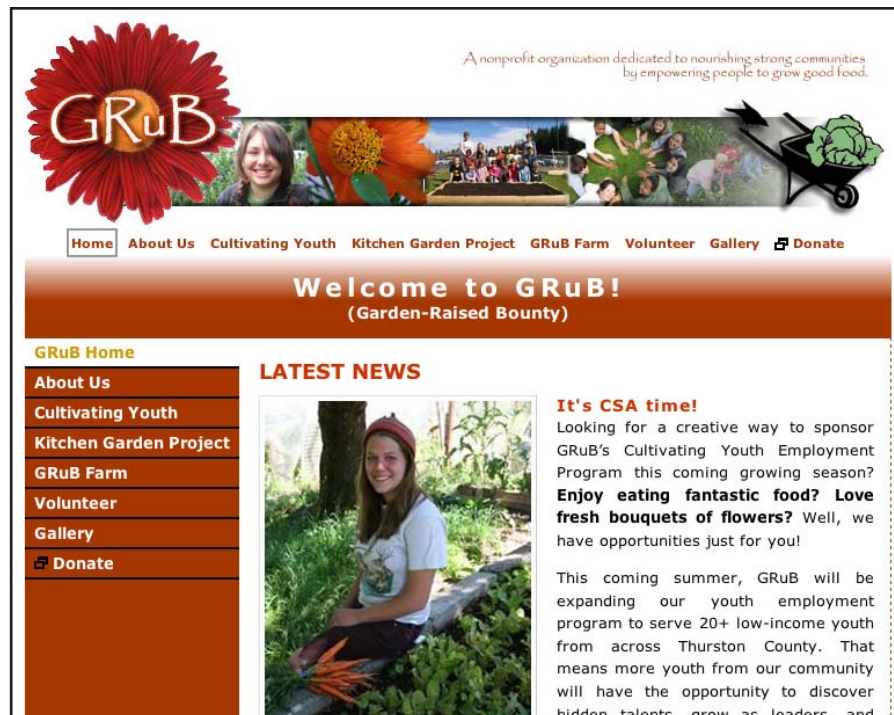 A nonprofit organization dedicated to nourishing strong communities
by empowering people to grow good food.
GRuB
Home About Us Cultivating Youth Kitchen Garden Project GRuB Farm Volunteer Gallery Donate
Welcome to GRuB!
(Garden-Raised Bounty)
GRuB Home
About Us
Cultivating Youth
Kitchen Garden Project
GRuB Farm
Volunteer
Gallery
Donate
LATEST NEWS
It's CSA time!
Looking for a creative way to sponsor
GRuB's Cultivating Youth Employment
Program this coming growing season?
Enjoy eating fantastic food? Love
fresh bouquets of flowers? Well, we
have opportunities just for you!
This coming summer, GRuB will be
expanding our youth employment
program to serve 20+ low-income youth
from across Thurston County. That
means more youth from our community
will have the opportunity to discover
hidden talents, grow as leaders, and